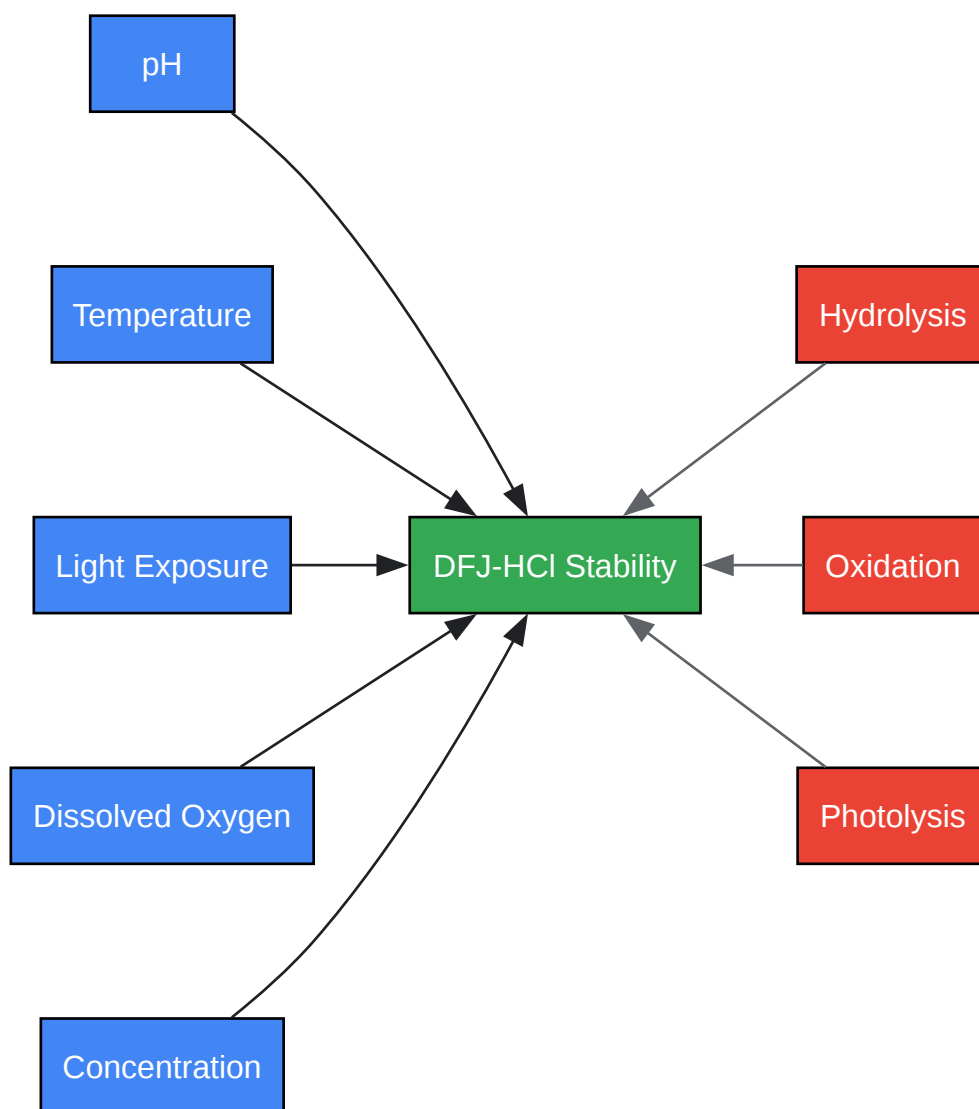 pH
Temperature
Hydrolysis
Light Exposure
DFJ-HCl Stability
Oxidation
Dissolved Oxygen
Photolysis
Concentration